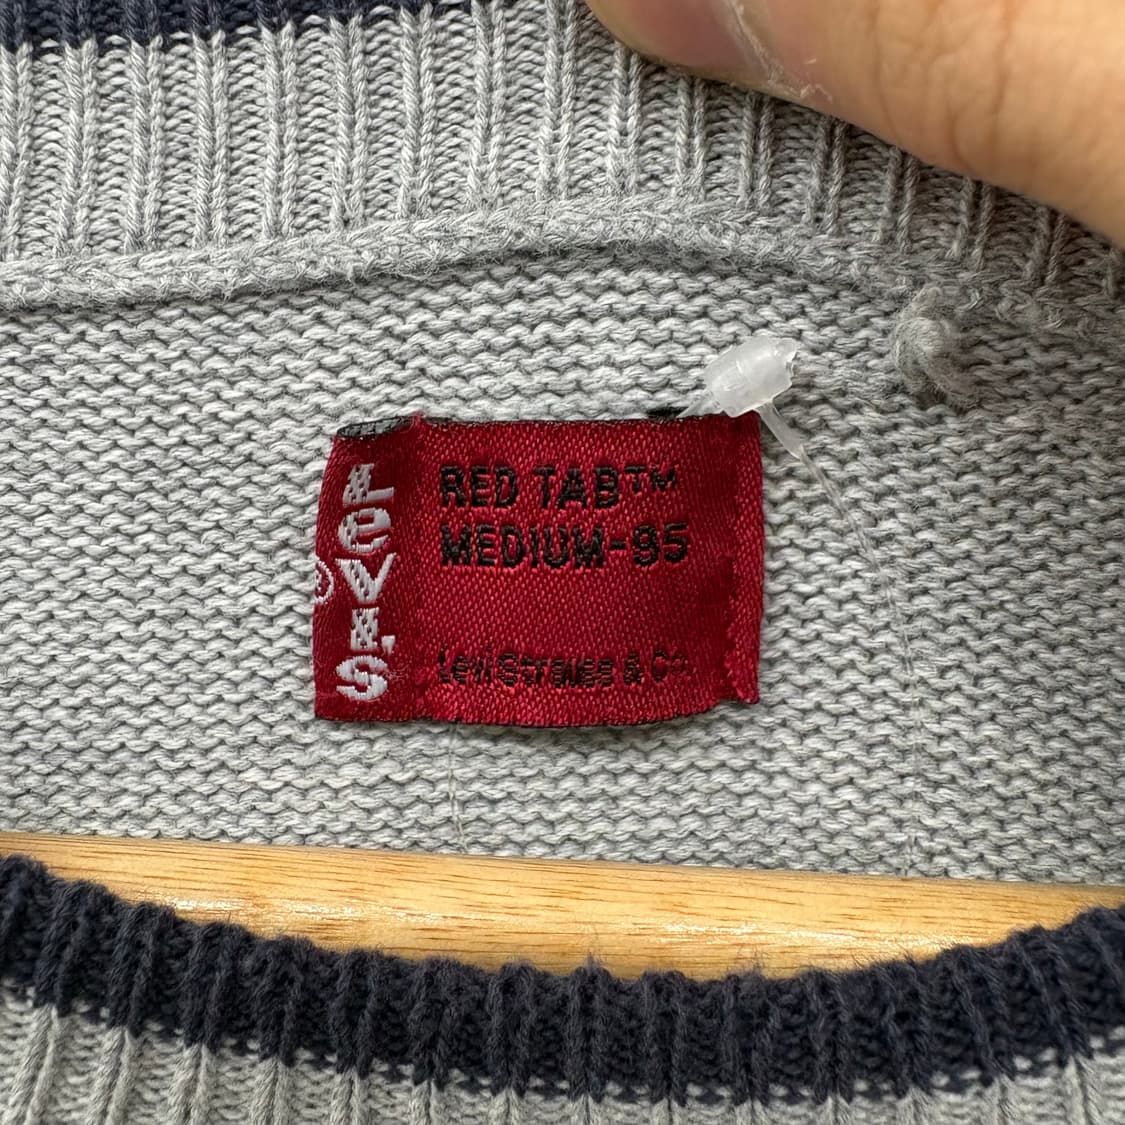 LEVI'S
®
RED TAB™
MEDIUM-95
Levi Strauss & Co.